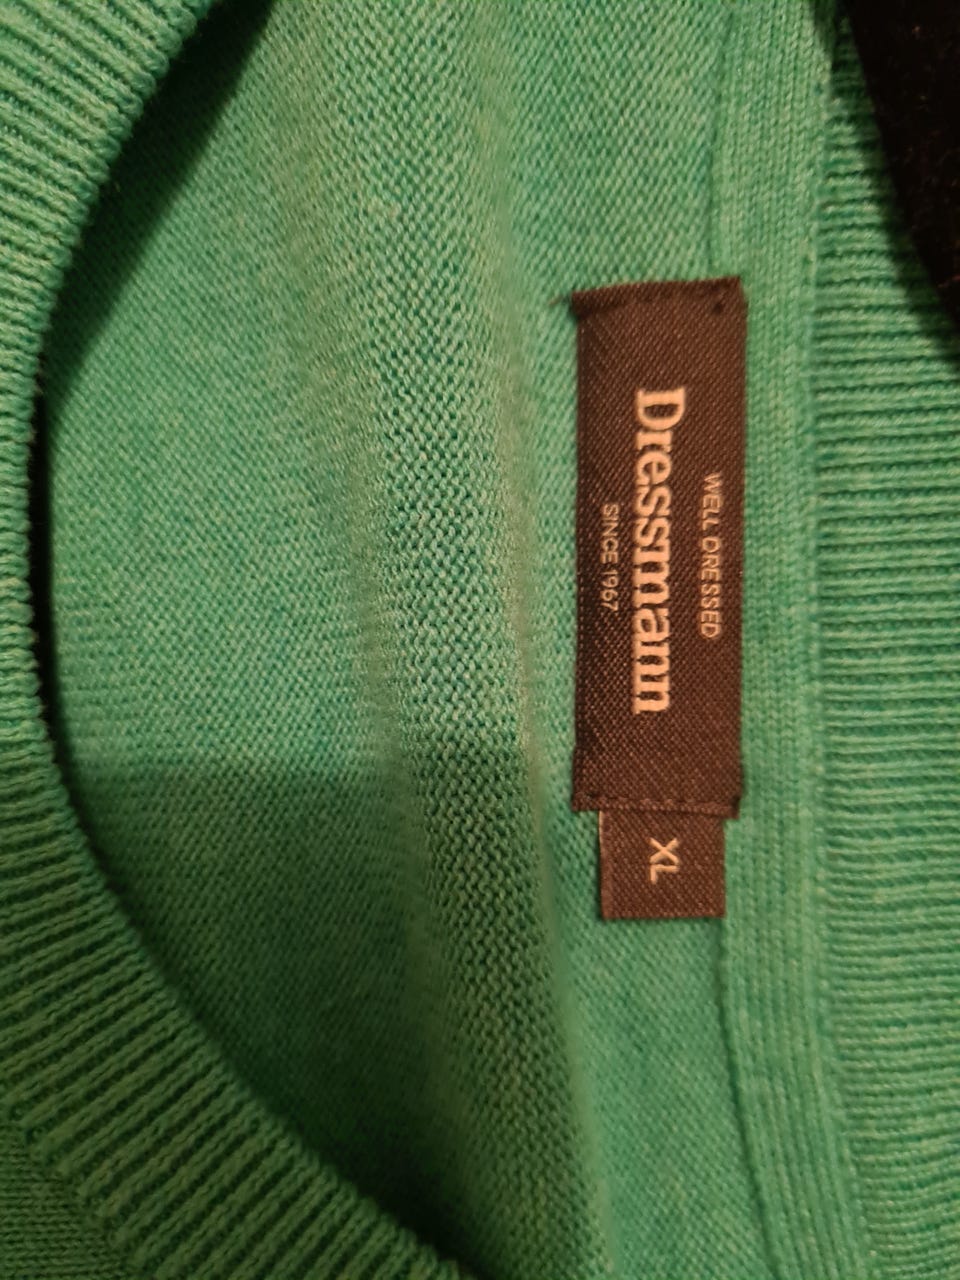 WELL DRESSED
Dressmann
SINCE 1967
XL